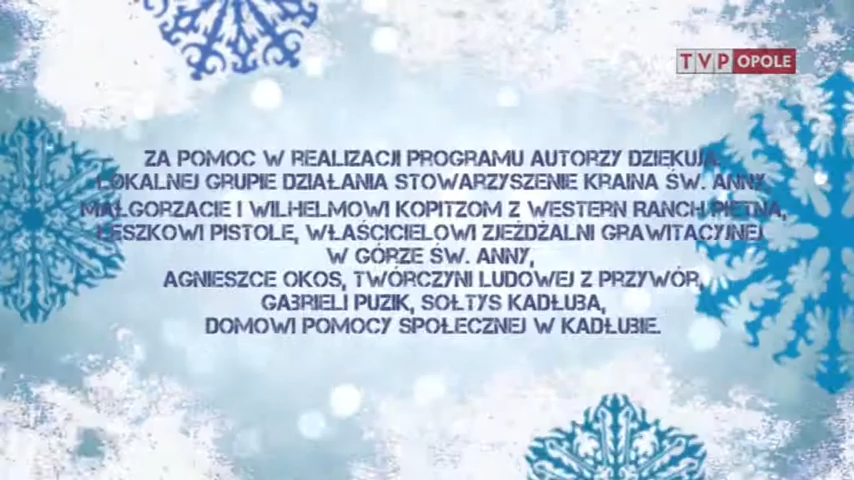 TVP OPOLE
ZA POMOC W REALIZACJI PROGRAMU AUTORZY DZIĘKUJĄ:
LOKALNEJ GRUPIE DZIAŁANIA STOWARZYSZENIE KRAINA ŚW. ANNY
MAŁGORZACIE I WILHELMOWI KOPITZOM Z WESTERN RANCH PIETNA,
LESZKOWI PISTOLE, WŁAŚCICIELOWI ZJEŻDŻALNI GRAWITACYJNEJ
W GÓRZE ŚW. ANNY,
AGNIESZCE OKOS, TWÓRCZYNI LUDOWEJ Z PRZYWÓR,
GABRIELI PUZIK, SOŁTYS KADŁUBA,
DOMOWI POMOCY SPOŁECZNEJ W KADŁUBIE.